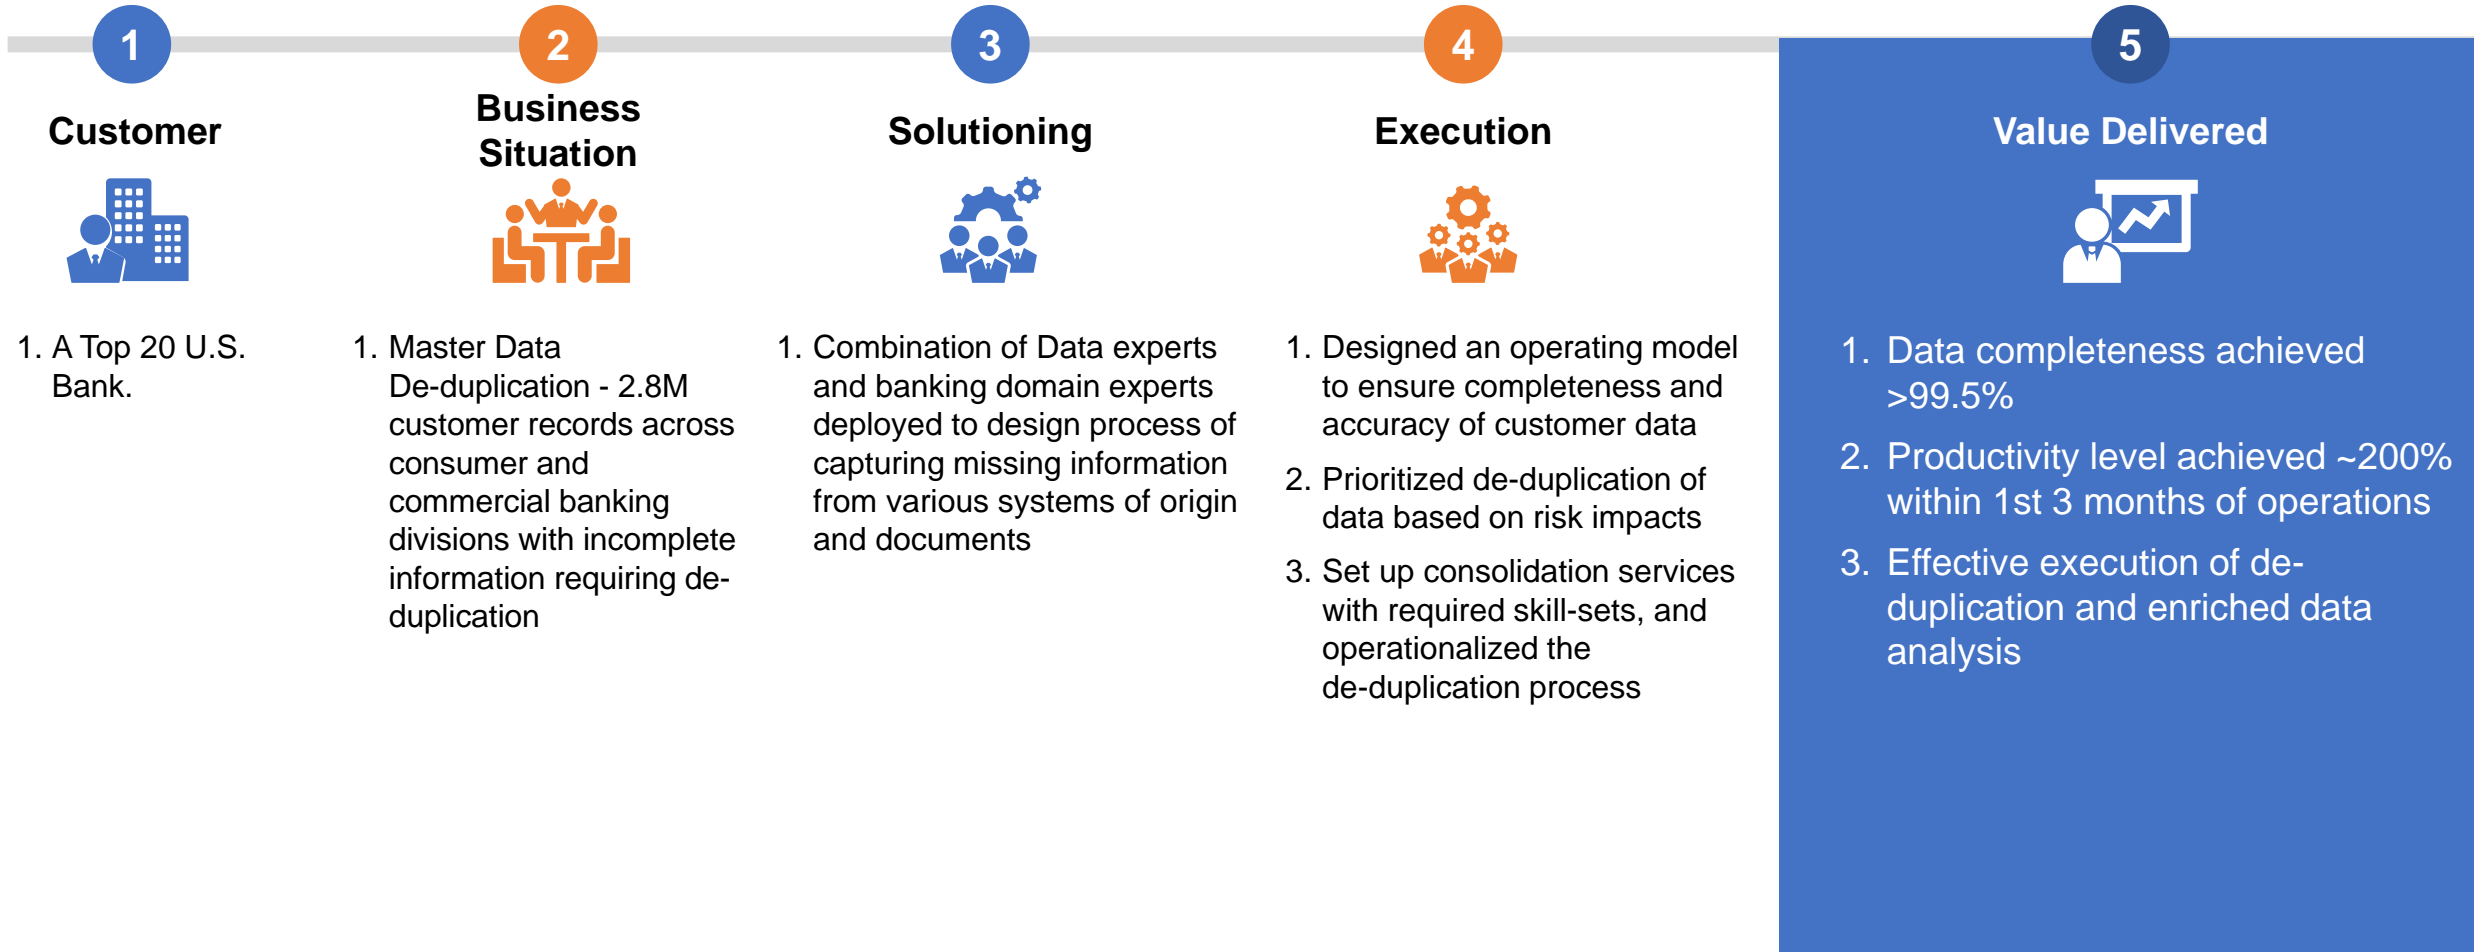 1
Customer
1. A Top 20 U.S.
Bank.
2
Business
Situation
1. Master Data
De-duplication - 2.8M
customer records across
consumer and
commercial banking
divisions with incomplete
information requiring de-
duplication
3
Solutioning
1. Combination of Data experts
and banking domain experts
deployed to design process of
capturing missing information
from various systems of origin
and documents
4
Execution
1. Designed an operating model
to ensure completeness and
accuracy of customer data
2. Prioritized de-duplication of
data based on risk impacts
3. Set up consolidation services
with required skill-sets, and
operationalized the
de-duplication process
5
Value Delivered
1. Data completeness achieved
>99.5%
2. Productivity level achieved ~200%
within 1st 3 months of operations
3. Effective execution of de-
duplication and enriched data
analysis